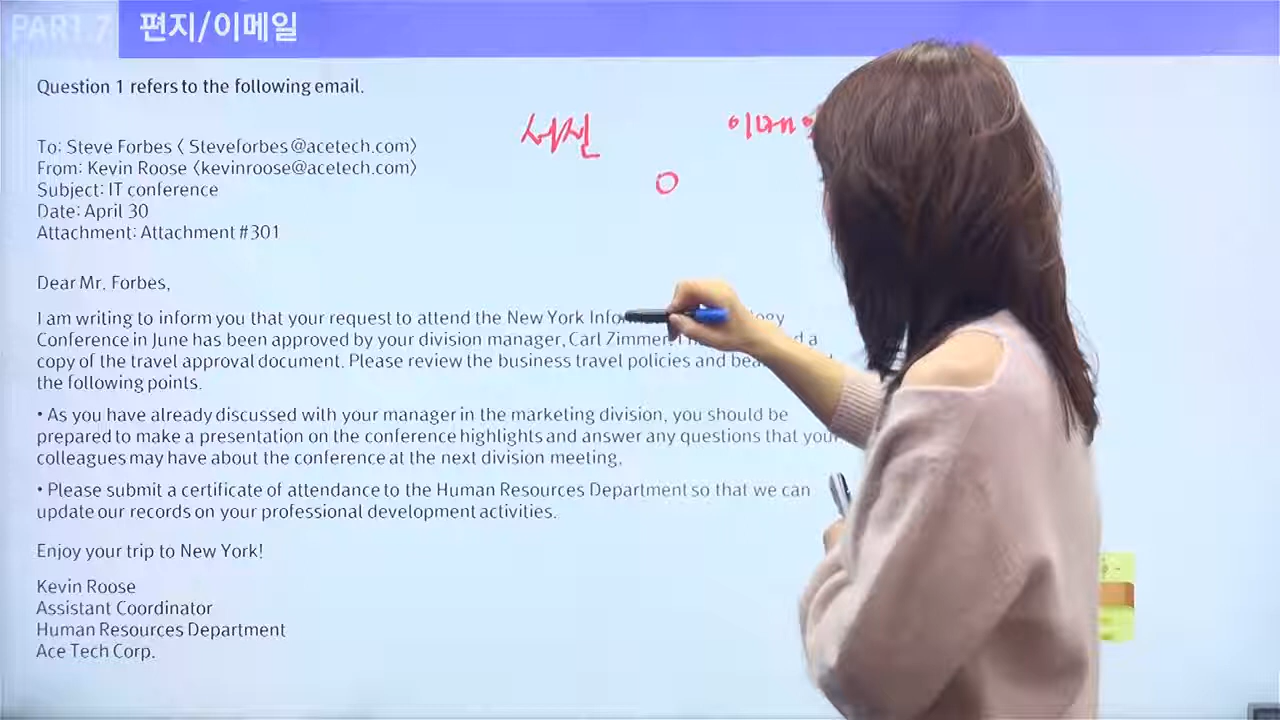 PART.7 편지/이메일
Question 1 refers to the following email.
서신 이메일
To: Steve Forbes ⟨ Steveforbes@acetech.com⟩
From: Kevin Roose ⟨kevinroose@acetech.com⟩
Subject: IT conference
Date: April 30
Attachment: Attachment #301
Dear Mr. Forbes,
I am writing to inform you that your request to attend the New York
Conference in June has been approved by your division manager, Carl Zimmer. a
copy of the travel approval document. Please review the business travel policies and
the following points.
• As you have already discussed with your manager in the marketing division, you should be
prepared to make a presentation on the conference highlights and answer any questions that your
colleagues may have about the conference at the next division meeting.
• Please submit a certificate of attendance to the Human Resources Department so that we can
update our records on your professional development activities.
Enjoy your trip to New York!
Kevin Roose
Assistant Coordinator
Human Resources Department
Ace Tech Corp.